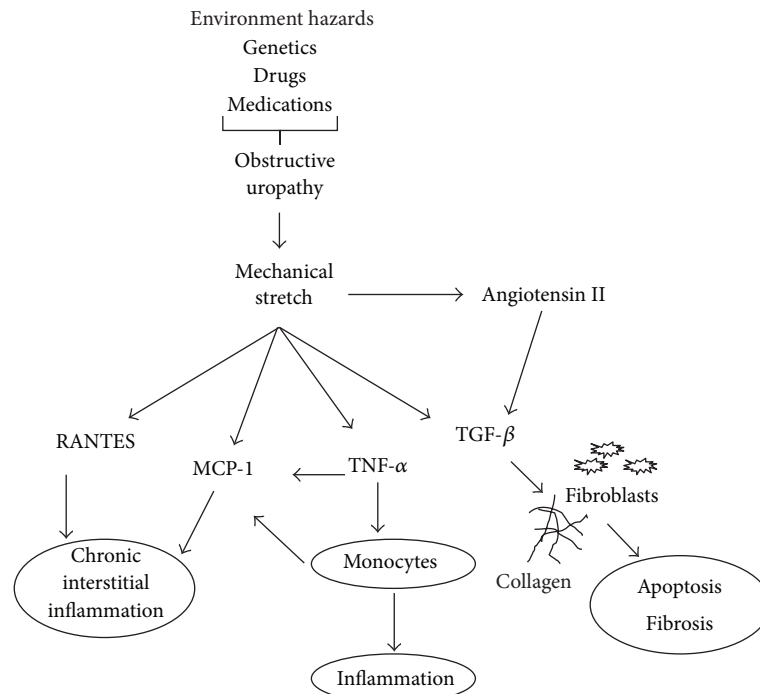 Environment hazards
Genetics
Drugs
Medications
Obstructive
uropathy
Mechanical
stretch
Angiotensin II
RANTES
MCP-1
TNF-α
TGF-β
Fibroblasts
Chronic
interstitial
inflammation
Monocytes
Collagen
Apoptosis
Fibrosis
Inflammation